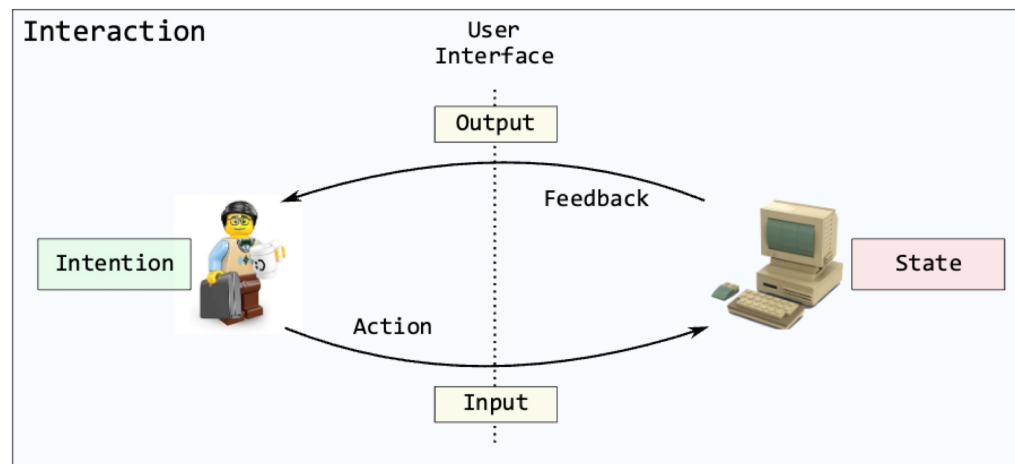 Interaction
User
Interface
Output
Feedback
Intention
State
Action
Input